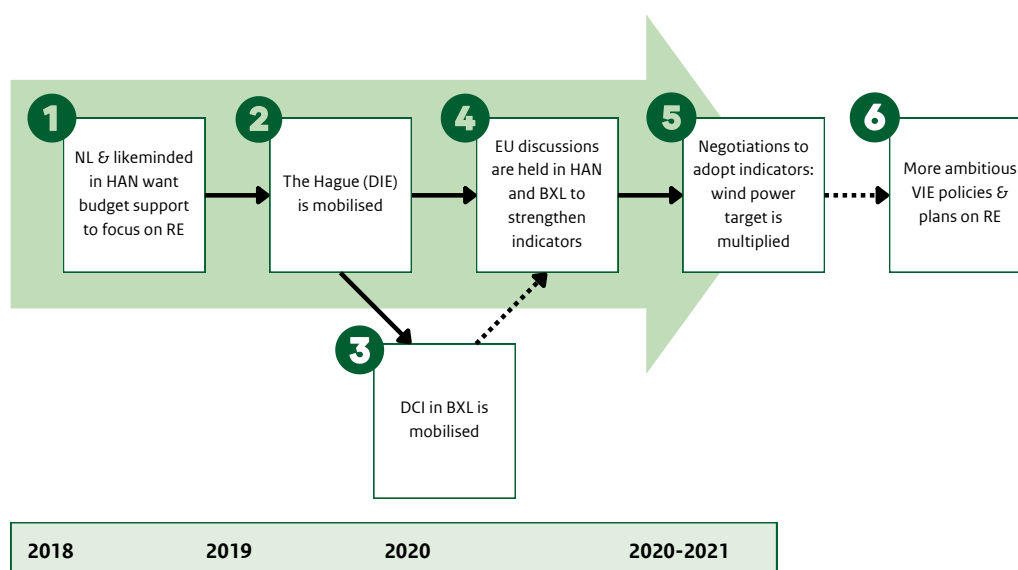 1
NL & likeminded
in HAN want
budget support
to focus on RE
2
The Hague (DIE)
is mobilised
4
EU discussions
are held in HAN
and BXL to
strengthen
indicators
5
Negotiations to
adopt indicators:
wind power
target is
multiplied
6
More ambitious
VIE policies &
plans on RE
3
DCI in BXL is
mobilised
2018 2019 2020 2020-2021